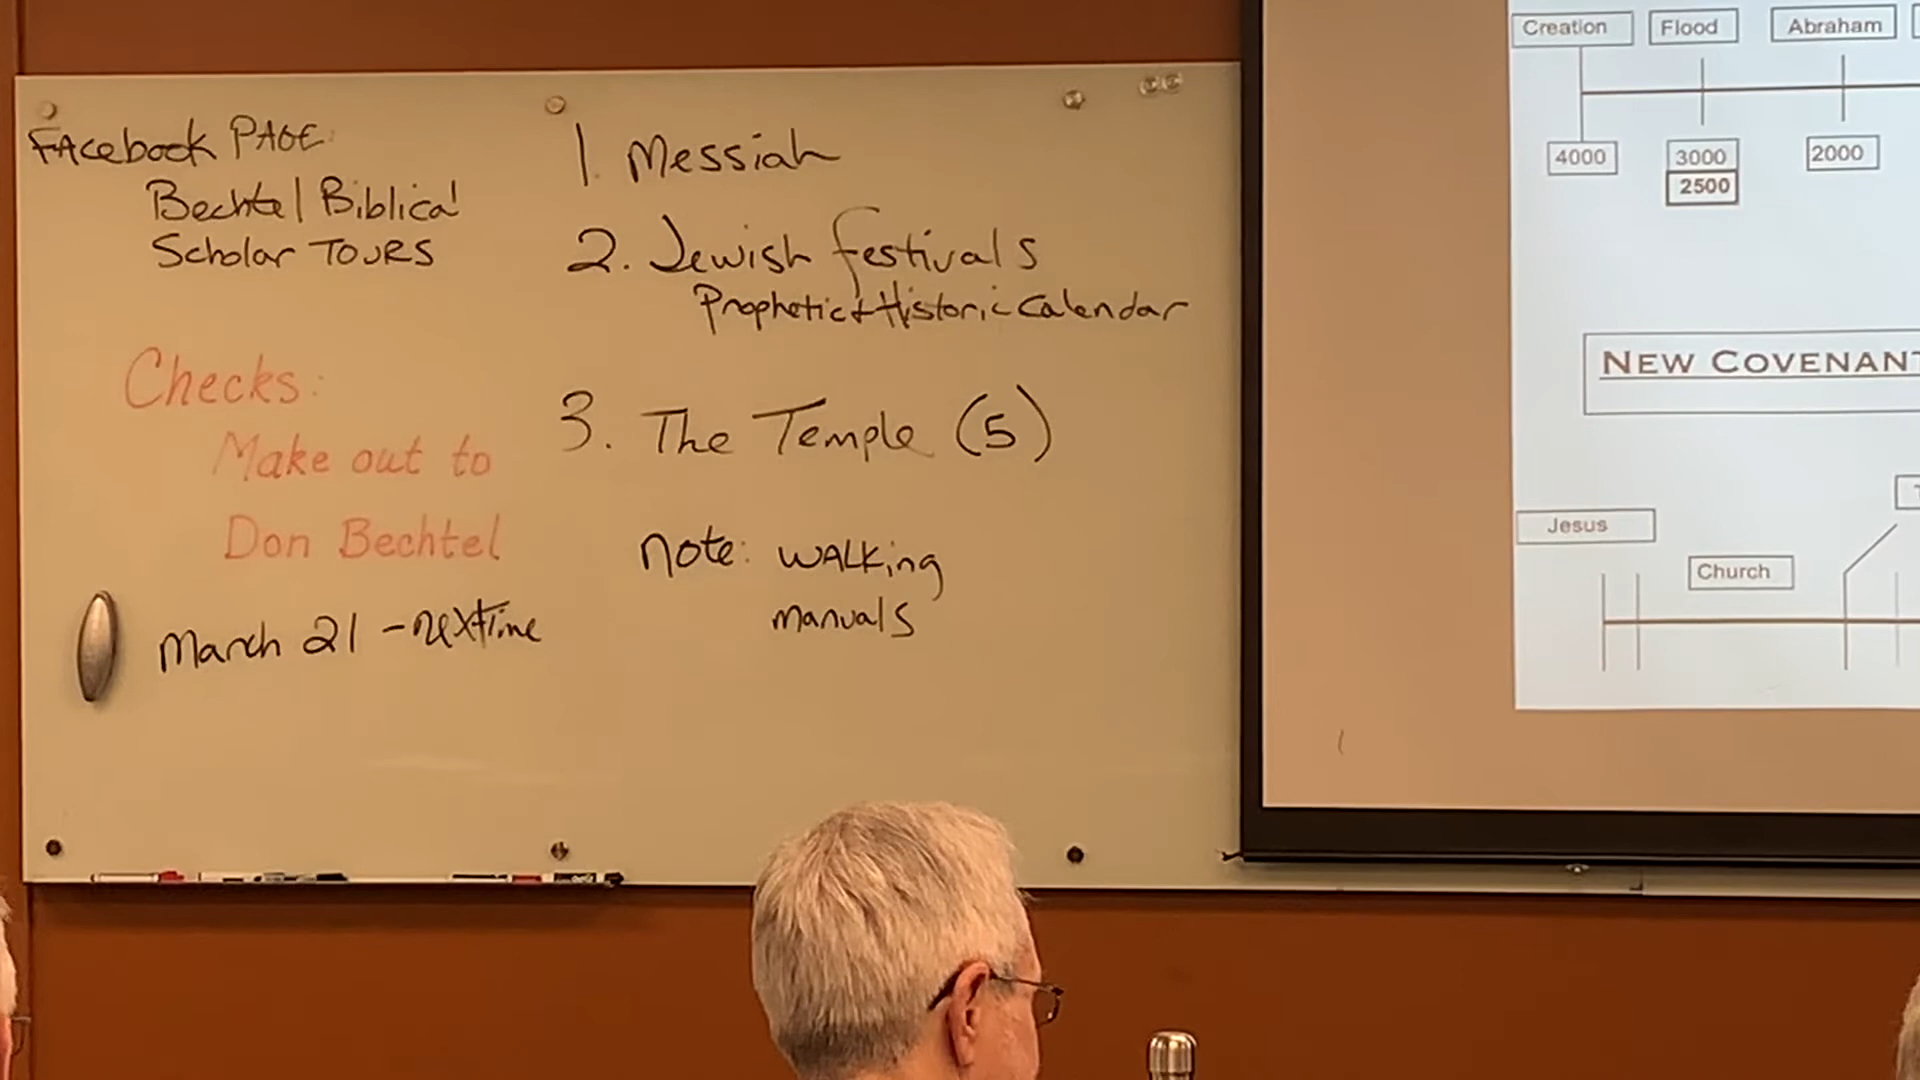 FAcebook PAGE:
Bechtel Biblical
Scholar TOURS
Checks:
Make out to
Don Bechtel
March 21 - nextime
1. Messiah
2. Jewish festivals
Prophetic & Historic Calendar
3. The Temple (5)
note: WALKing
manuals
Creation Flood Abraham
4000 3000 2000
2500
NEW COVENANT
Jesus
Church